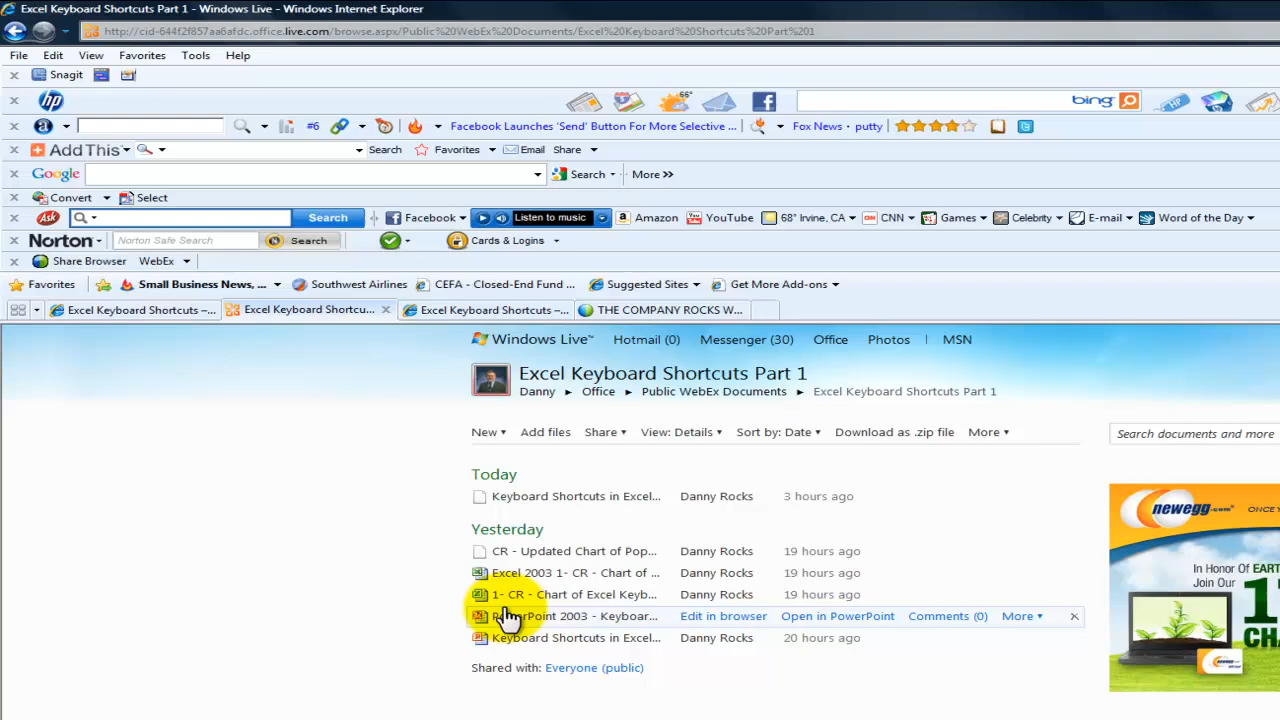 Excel Keyboard Shortcuts Part 1 - Windows Live - Windows Internet Explorer
http://cid-644f2f857aa6afdc.office.live.com/browse.aspx/Public%20WebEx%20Documents/Excel%20Keyboard%20Shortcuts%20Part%201
File Edit View Favorites Tools Help
Snagit
hp 66° bing
a #6 Facebook Launches 'Send' Button For More Selective ... Fox News · putty
Add This Search Favorites Email Share
Google Search More >>
Convert Select
Ask Search Facebook Listen to music Amazon YouTube 68° Irvine, CA CNN Games Celebrity E-mail Word of the Day
Norton Norton Safe Search Search Cards & Logins
Share Browser WebEx
Favorites Small Business News, ... Southwest Airlines CEFA - Closed-End Fund ... Suggested Sites Get More Add-ons
Excel Keyboard Shortcuts –... Excel Keyboard Shortcu... Excel Keyboard Shortcuts –... THE COMPANY ROCKS W...
Windows Live™ Hotmail (0) Messenger (30) Office Photos | MSN
Excel Keyboard Shortcuts Part 1
Danny ► Office ► Public WebEx Documents ► Excel Keyboard Shortcuts Part 1
New Add files Share View: Details Sort by: Date Download as .zip file More
Search documents and more
Today
Keyboard Shortcuts in Excel... Danny Rocks 3 hours ago
Yesterday
CR - Updated Chart of Pop... Danny Rocks 19 hours ago
Excel 2003 1- CR - Chart of ... Danny Rocks 19 hours ago
1- CR - Chart of Excel Keyb... Danny Rocks 19 hours ago
PowerPoint 2003 - Keyboar... Edit in browser Open in PowerPoint Comments (0) More
Keyboard Shortcuts in Excel... Danny Rocks 20 hours ago
Shared with: Everyone (public)
newegg.com ONCE Y
In Honor Of EART
Join Our
1
CHA